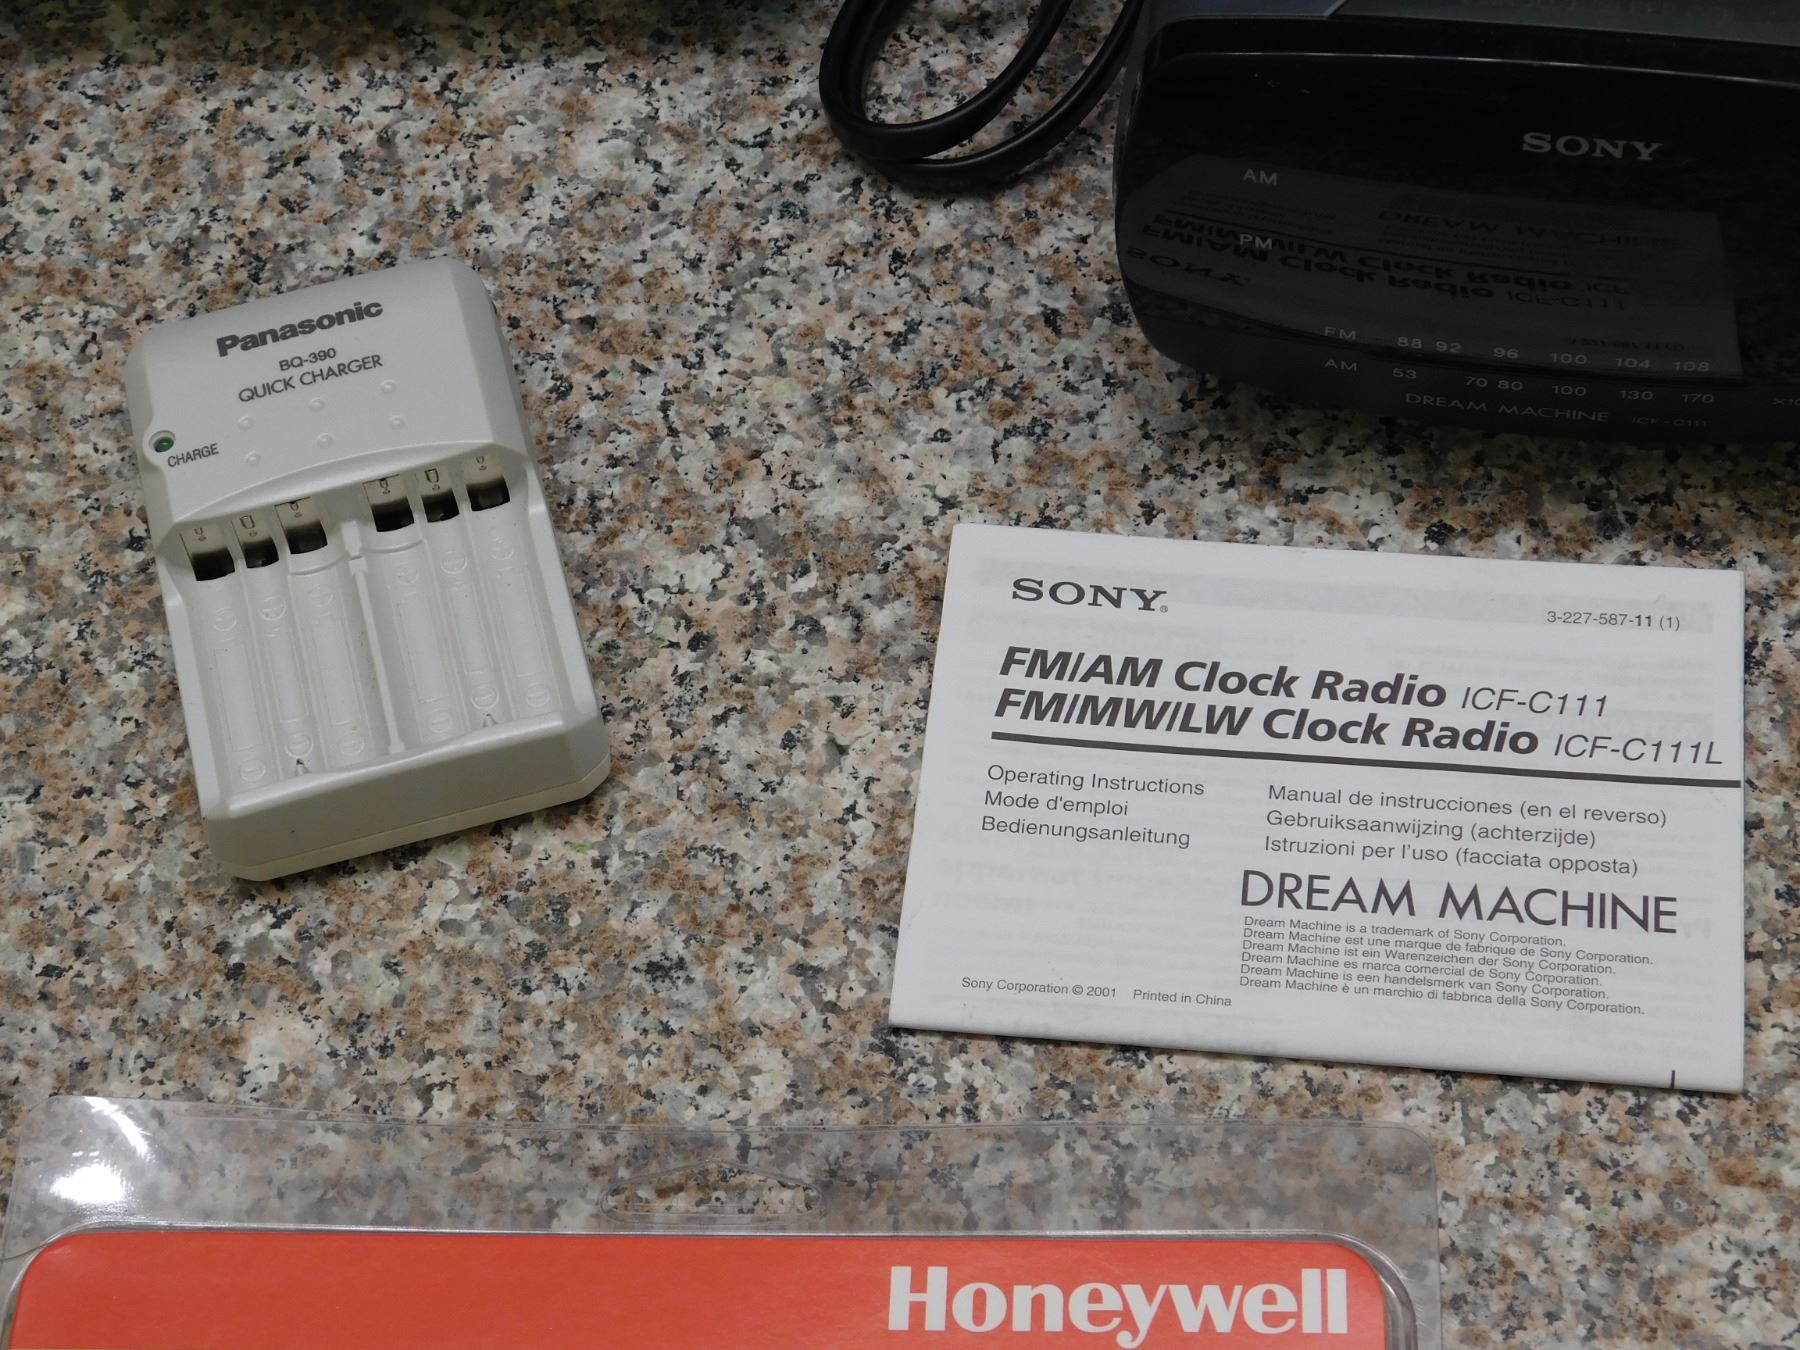 Panasonic
BQ-390
QUICK CHARGER
CHARGE
SONY
AM
PM
FM 88 92 96 100 104 108
AM 53 70 80 100 130 170
DREAM MACHINE ICF-C111
SONY®
3-227-587-11 (1)
FM/AM Clock Radio ICF-C111
FM/MW/LW Clock Radio ICF-C111L
Operating Instructions
Mode d'emploi
Bedienungsanleitung
Manual de instrucciones (en el reverso)
Gebruiksaanwijzing (achterzijde)
Istruzioni per l'uso (facciata opposta)
DREAM MACHINE
Dream Machine is a trademark of Sony Corporation.
Dream Machine est une marque de fabrique de Sony Corporation.
Dream Machine ist ein Warenzeichen der Sony Corporation.
Dream Machine es marca comercial de Sony Corporation.
Dream Machine is een handelsmerk van Sony Corporation.
Dream Machine è un marchio di fabbrica della Sony Corporation.
Sony Corporation © 2001 Printed in China
Honeywell